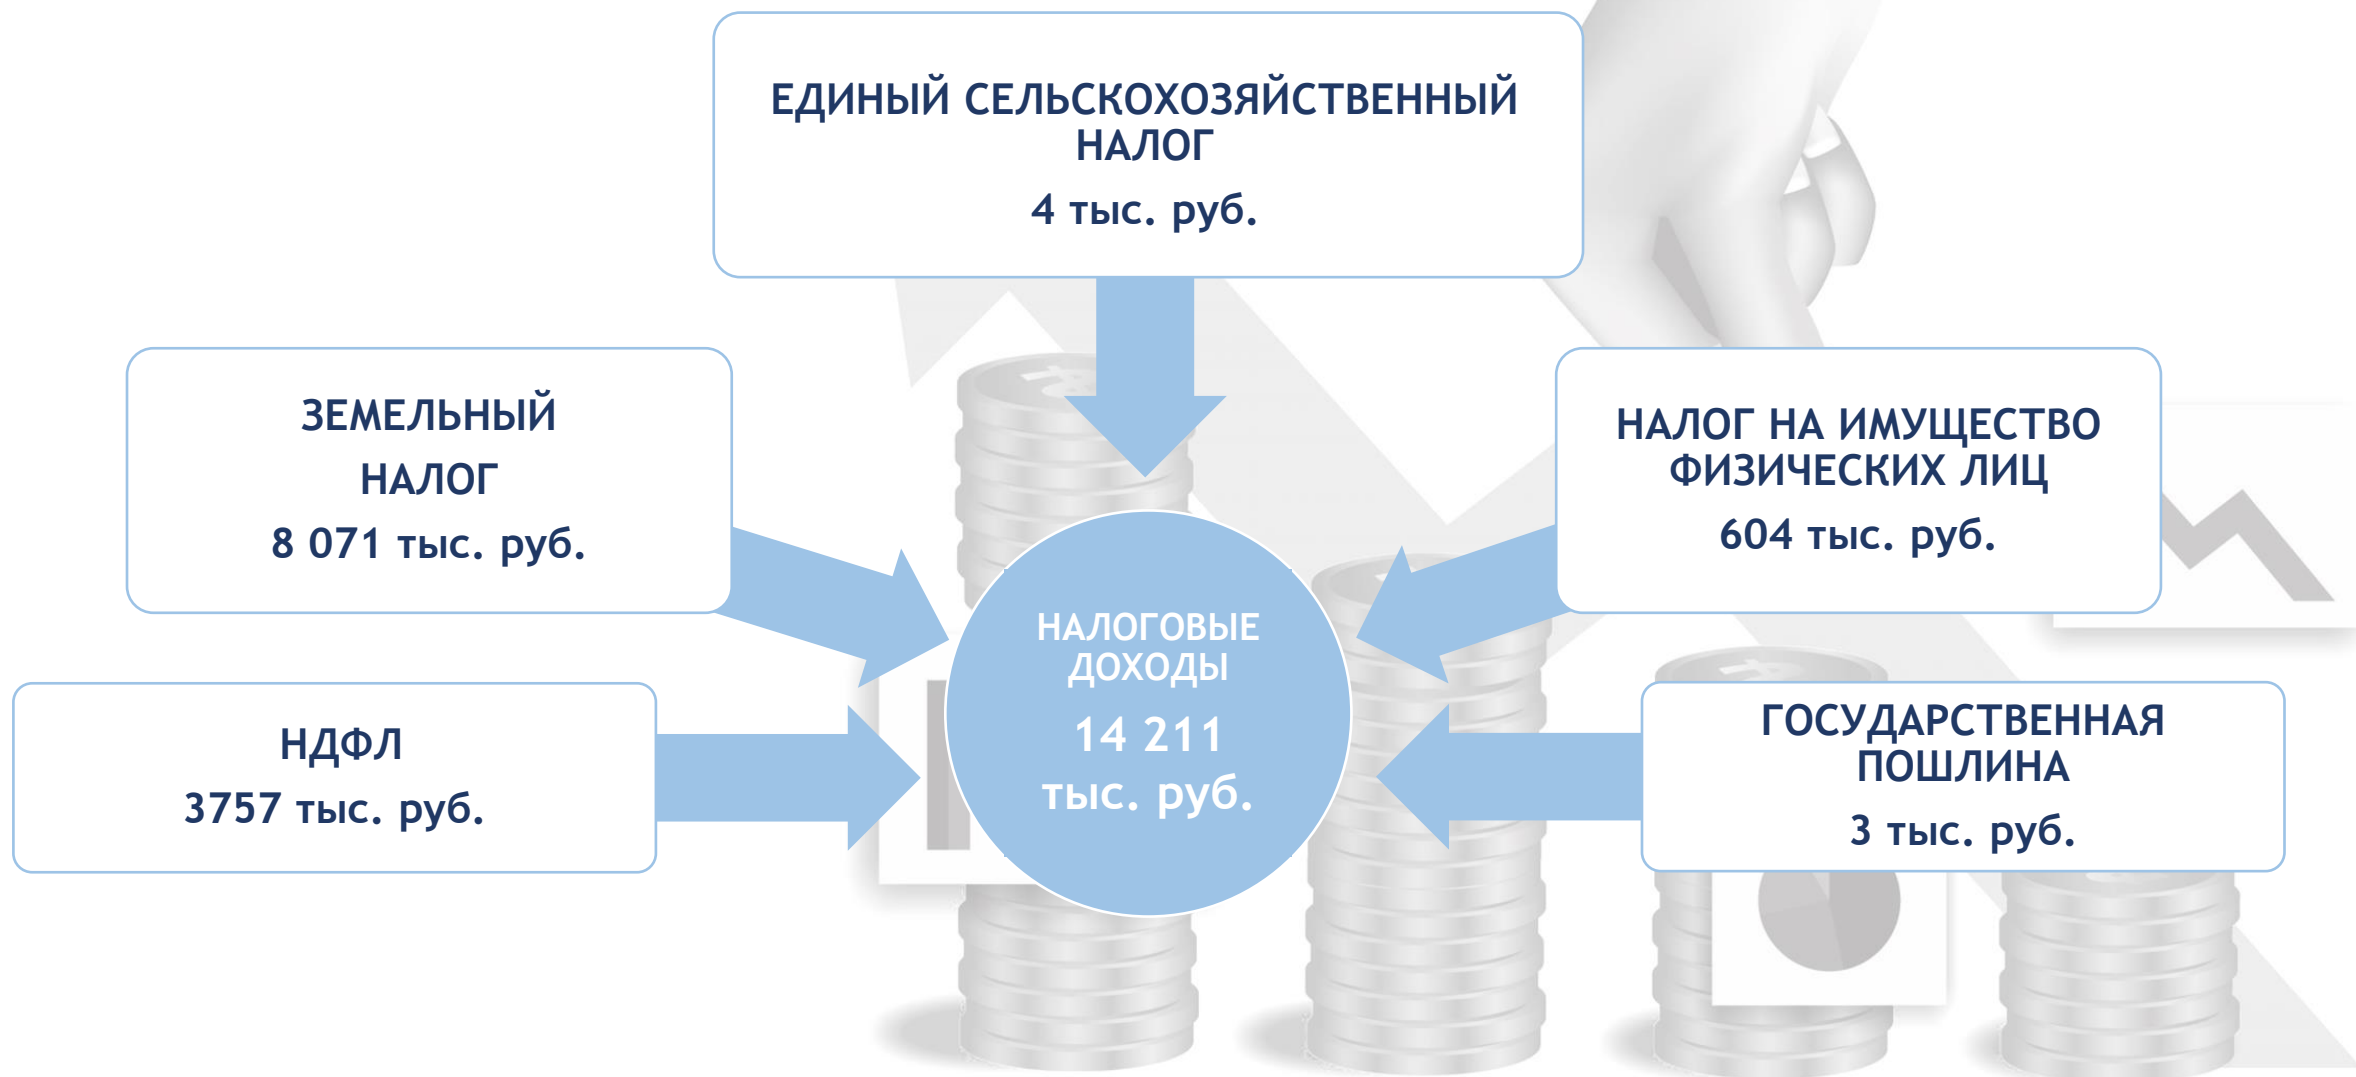 ЕДИНЫЙ СЕЛЬСКОХОЗЯЙСТВЕННЫЙ
НАЛОГ
4 тыс. руб.
ЗЕМЕЛЬНЫЙ
НАЛОГ
8 071 тыс. руб.
НАЛОГ НА ИМУЩЕСТВО
ФИЗИЧЕСКИХ ЛИЦ
604 тыс. руб.
НДФЛ
3757 тыс. руб.
НАЛОГОВЫЕ
ДОХОДЫ
14 211
тыс. руб.
ГОСУДАРСТВЕННАЯ
ПОШЛИНА
3 тыс. руб.